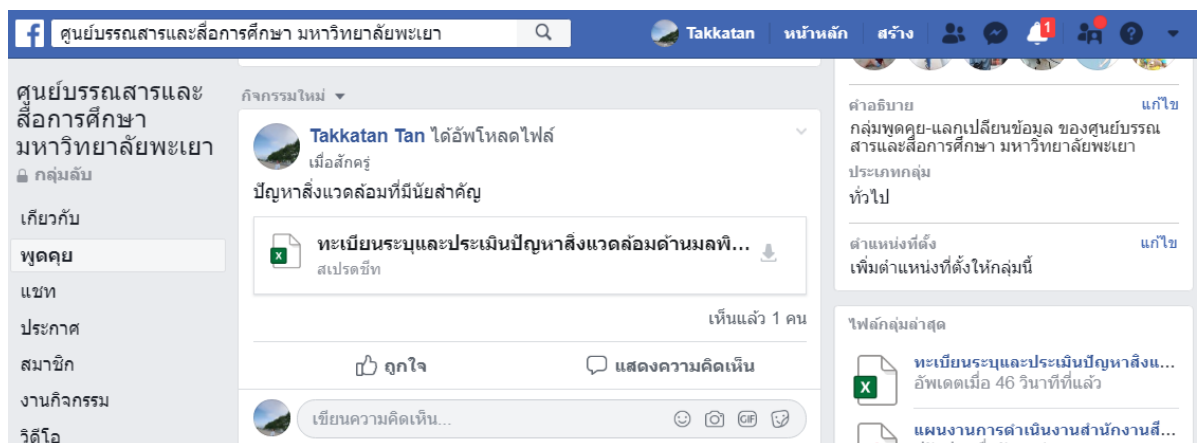 ศูนย์บรรณสารและสื่อการศึกษา มหาวิทยาลัยพะเยา
Takkatan
หน้าหลัก
สร้าง
1
ศูนย์บรรณสารและ
สื่อการศึกษา
มหาวิทยาลัยพะเยา
กลุ่มลับ
เกี่ยวกับ
พูดคุย
แชท
ประกาศ
สมาชิก
งานกิจกรรม
วิดีโอ
กิจกรรมใหม่
Takkatan Tan ได้อัพโหลดไฟล์
เมื่อสักครู่
ปัญหาสิ่งแวดล้อมที่มีนัยสำคัญ
ทะเบียนระบุและประเมินปัญหาสิ่งแวดล้อมด้านมลพิ...
สเปรดชีท
เห็นแล้ว 1 คน
ถูกใจ
แสดงความคิดเห็น
เขียนความคิดเห็น...
GIF
คำอธิบาย
แก้ไข
กลุ่มพูดคุย-แลกเปลี่ยนข้อมูล ของศูนย์บรรณ
สารและสื่อการศึกษา มหาวิทยาลัยพะเยา
ประเภทกลุ่ม
ทั่วไป
ตำแหน่งที่ตั้ง
แก้ไข
เพิ่มตำแหน่งที่ตั้งให้กลุ่มนี้
ไฟล์กลุ่มล่าสุด
ทะเบียนระบุและประเมินปัญหาสิ่งแ...
อัพเดตเมื่อ 46 วินาทีที่แล้ว
แผนงานการดำเนินงานสำนักงานสี...